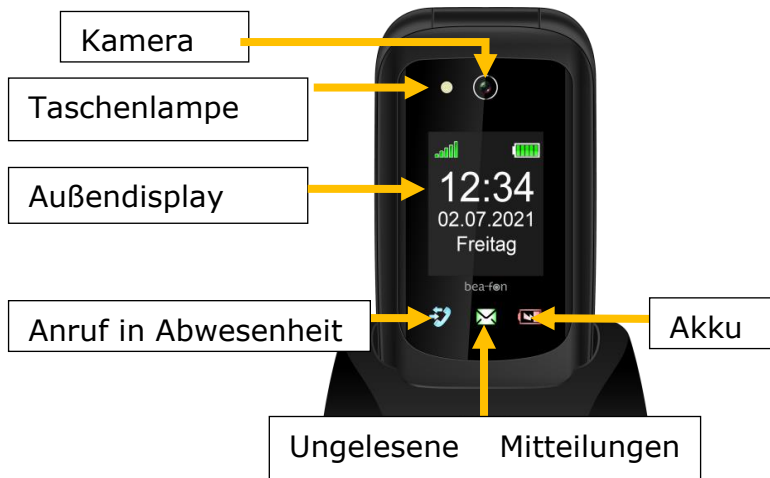 Kamera
Taschenlampe
Außendisplay
12:34
02.07.2021
Freitag
bea-fon
Anruf in Abwesenheit
Akku
Ungelesene Mitteilungen